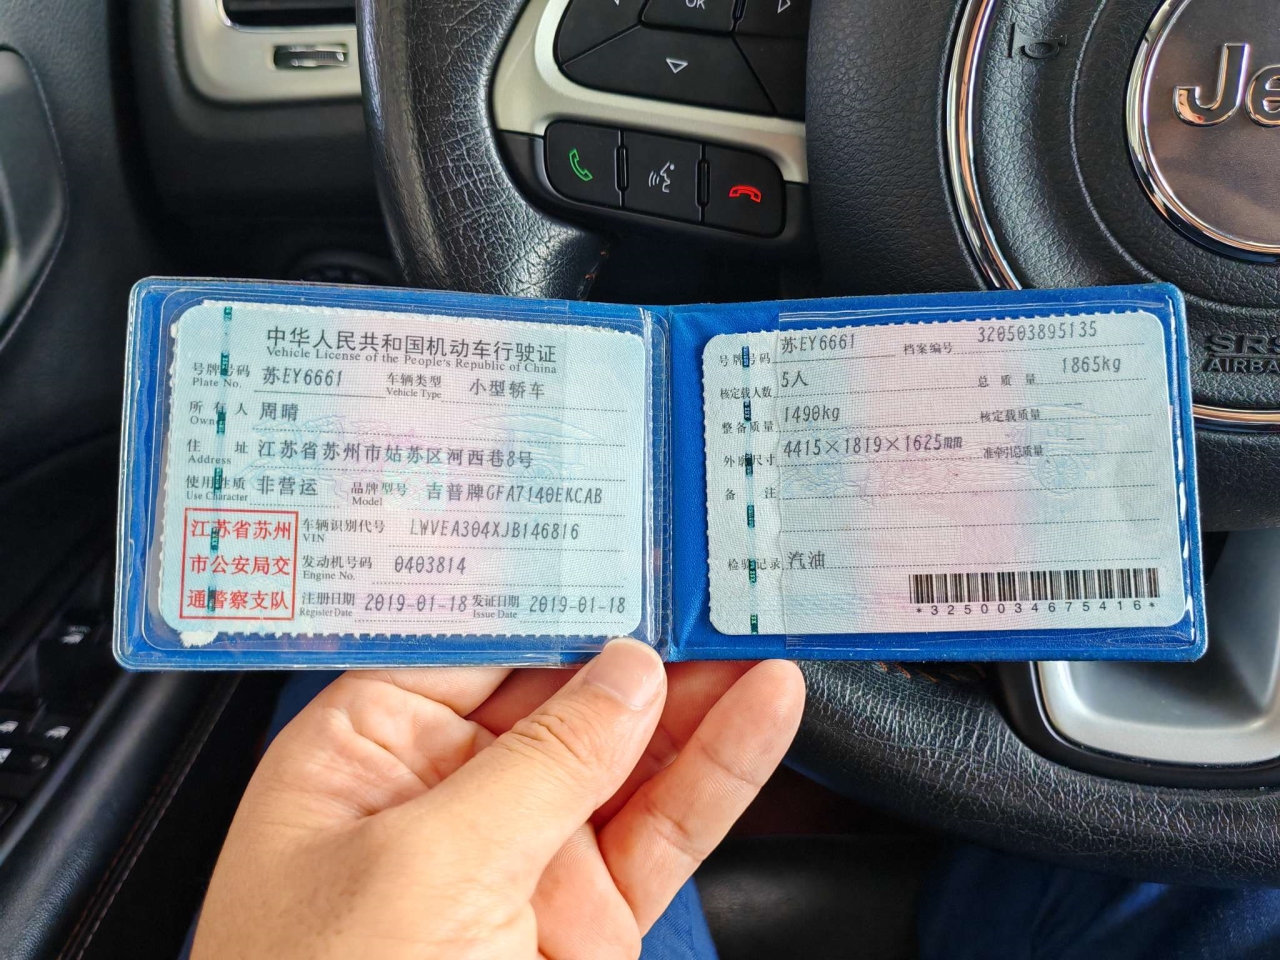 OK
Je
SRS
AIRBA
中华人民共和国机动车行驶证
Vehicle License of the People's Republic of China
号牌号码 苏EY6661 车辆类型 小型轿车
Plate No. Vehicle Type
所有人 周晴
Owner
住址 江苏省苏州市姑苏区河西巷8号
Address
使用性质 非营运 品牌型号 吉普牌GFA7140EKCAB
Use Character Model
江苏省苏州
市公安局交
通警察支队
车辆识别代号 LWVEA304XJB146816
VIN
发动机号码 0403814
Engine No.
注册日期 2019-01-18 发证日期 2019-01-18
Register Date Issue Date
号牌号码 苏EY6661 档案编号 320503895135
核定载人数 5人 总质量 1865kg
整备质量 1490kg 核定载质量 --
外廓尺寸 4415×1819×1625 准牵引总质量 --
备注
检验记录 汽油
*3250034675416*